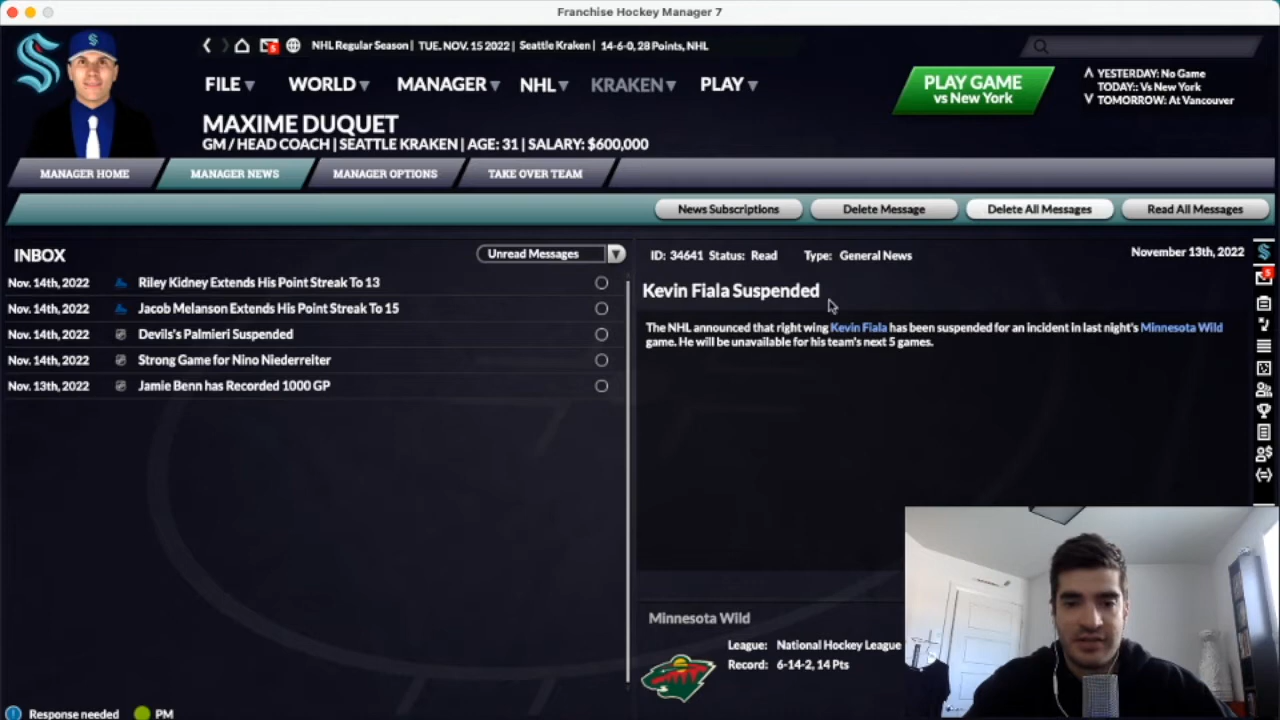 Franchise Hockey Manager 7
NHL Regular Season | TUE. NOV. 15 2022 | Seattle Kraken | 14-6-0, 28 Points, NHL
FILE WORLD MANAGER NHL KRAKEN PLAY
PLAY GAME
vs New York
YESTERDAY: No Game
TODAY:: Vs New York
TOMORROW: At Vancouver
MAXIME DUQUET
GM / HEAD COACH | SEATTLE KRAKEN | AGE: 31 | SALARY: $600,000
MANAGER HOME MANAGER NEWS MANAGER OPTIONS TAKE OVER TEAM
News Subscriptions Delete Message Delete All Messages Read All Messages
INBOX Unread Messages
Nov. 14th, 2022 Riley Kidney Extends His Point Streak To 13
Nov. 14th, 2022 Jacob Melanson Extends His Point Streak To 15
Nov. 14th, 2022 Devils's Palmieri Suspended
Nov. 14th, 2022 Strong Game for Nino Niederreiter
Nov. 13th, 2022 Jamie Benn has Recorded 1000 GP
ID: 34641 Status: Read Type: General News November 13th, 2022
Kevin Fiala Suspended
The NHL announced that right wing Kevin Fiala has been suspended for an incident in last night's Minnesota Wild
game. He will be unavailable for his team's next 5 games.
Minnesota Wild
League: National Hockey League
Record: 6-14-2, 14 Pts
Response needed PM